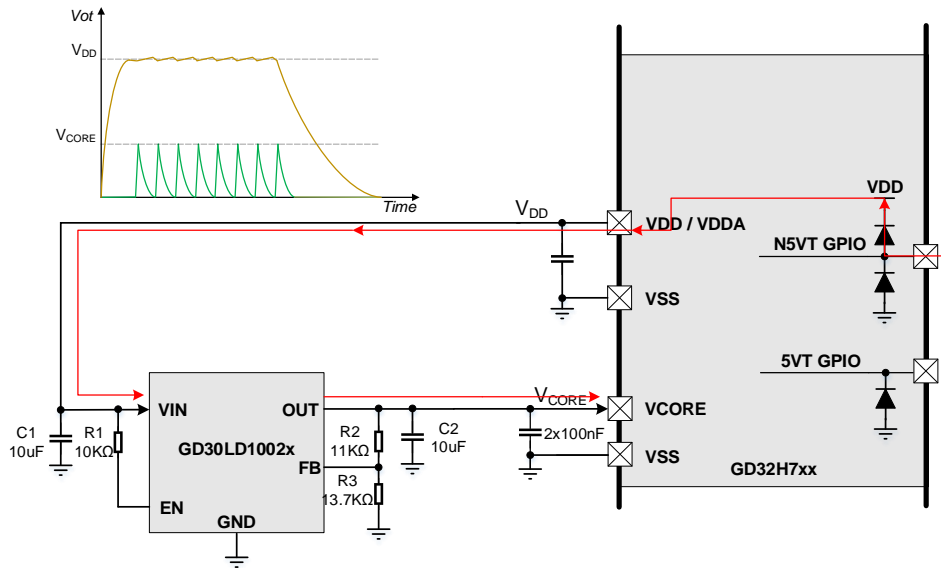 Vot
VDD
VCORE
Time
VDD
VDD / VDDA
VDD
N5VT GPIO
VSS
5VT GPIO
VCORE
VCORE
VSS
GD32H7xx
C1
10uF
R1
10KΩ
VIN
OUT
GD30LD1002x
FB
EN
GND
R2
11KΩ
R3
13.7KΩ
C2
10uF
2x100nF